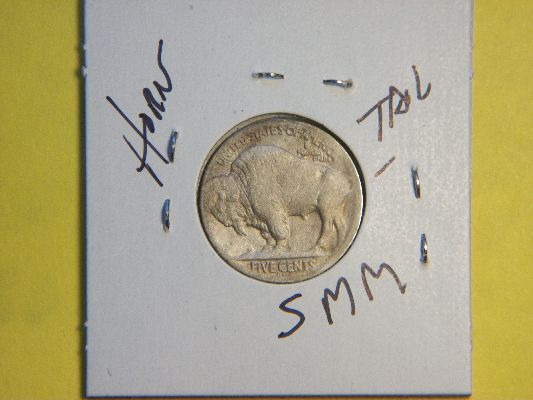 HORN
TAIL
UNITED STATES OF AMERICA
E PLURIBUS UNUM
FIVE CENTS
SMM